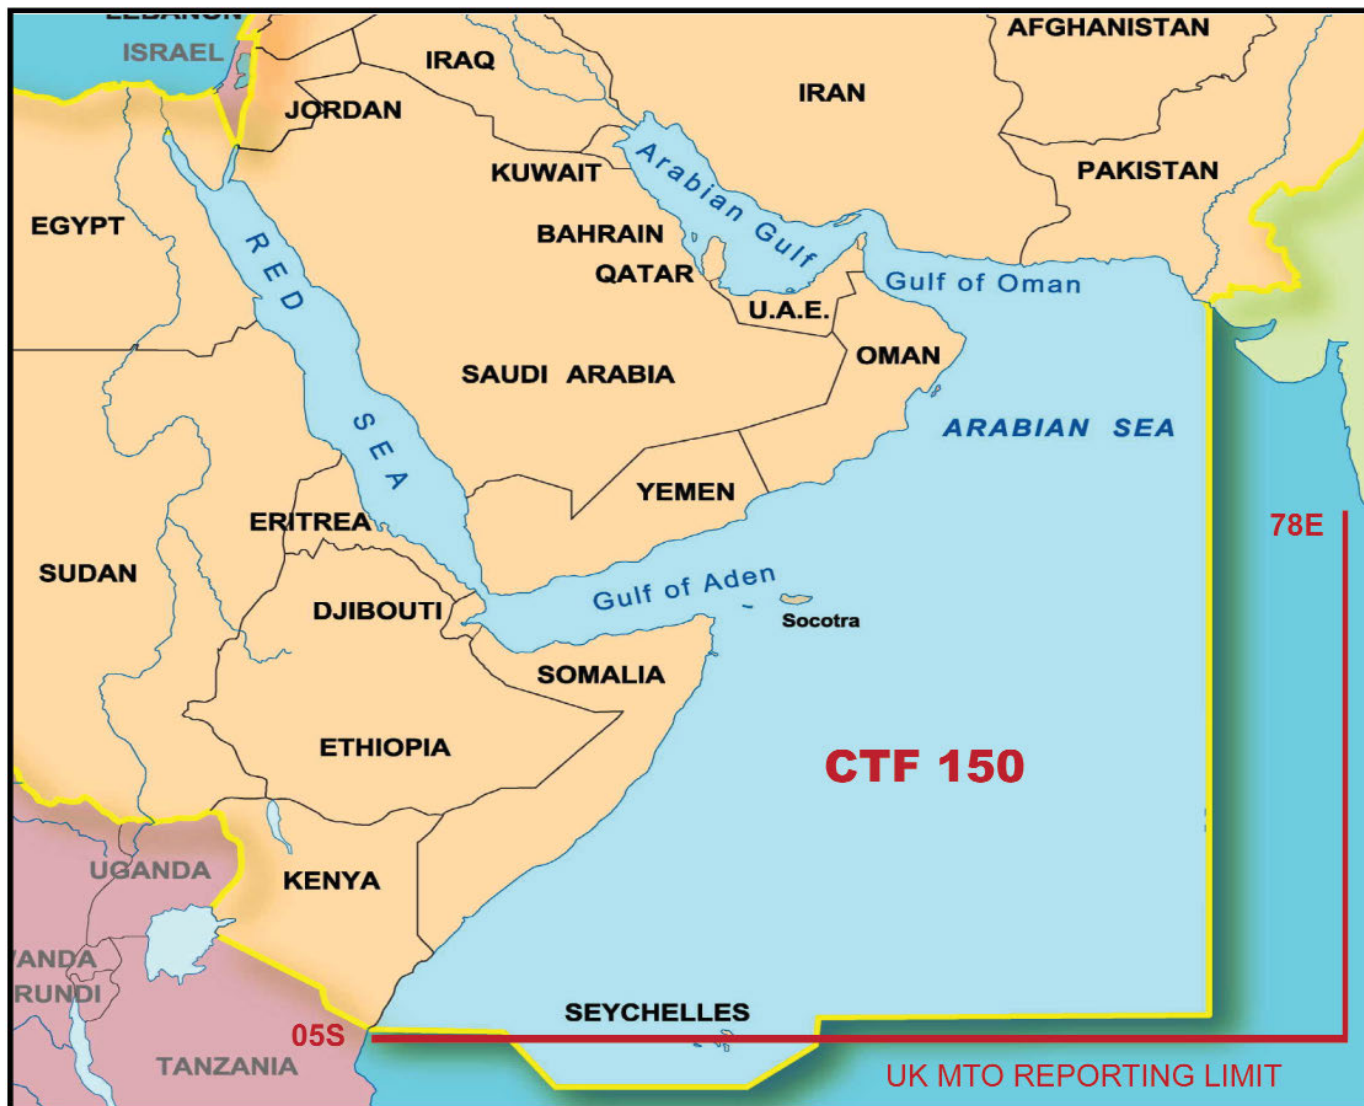 LEBANON
ISRAEL
AFGHANISTAN
IRAQ
IRAN
JORDAN
KUWAIT
PAKISTAN
Arabian Gulf
EGYPT
BAHRAIN
RED SEA
QATAR
Gulf of Oman
U.A.E.
OMAN
SAUDI ARABIA
ARABIAN SEA
YEMEN
ERITREA
78E
SUDAN
Gulf of Aden
DJIBOUTI
Socotra
SOMALIA
ETHIOPIA
CTF 150
UGANDA
KENYA
WANDA
RUNDI
SEYCHELLES
05S
TANZANIA
UK MTO REPORTING LIMIT